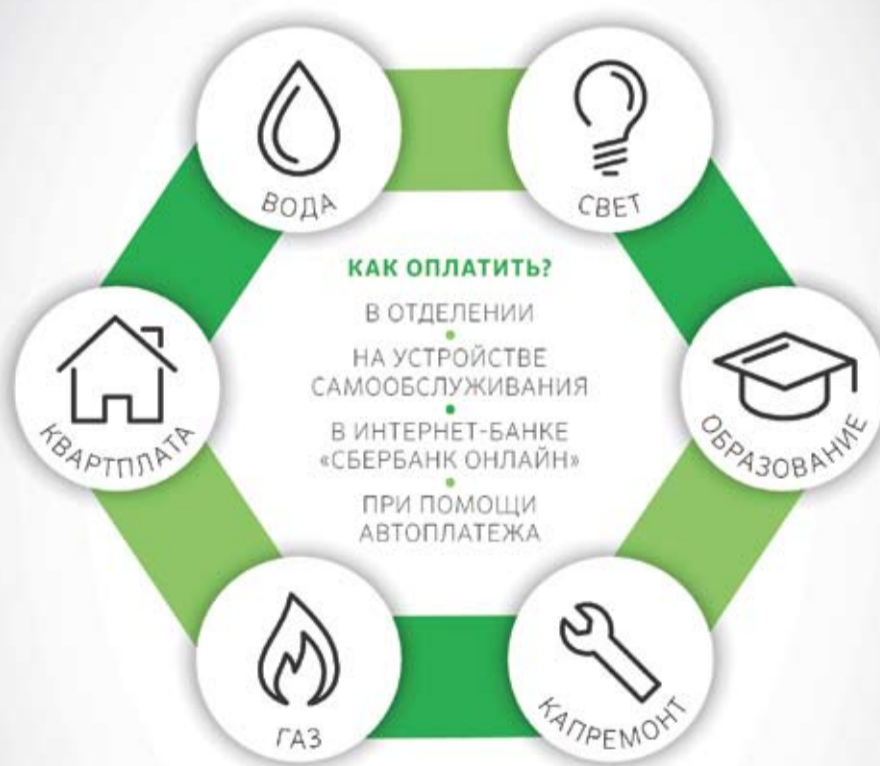 ВОДА
СВЕТ
КАК ОПЛАТИТЬ?
В ОТДЕЛЕНИИ
НА УСТРОЙСТВЕ
САМООБСЛУЖИВАНИЯ
В ИНТЕРНЕТ-БАНКЕ
«СБЕРБАНК ОНЛАЙН»
ПРИ ПОМОЩИ
АВТОПЛАТЕЖА
КВАРТПЛАТА
ОБРАЗОВАНИЕ
ГАЗ
КАПРЕМОНТ